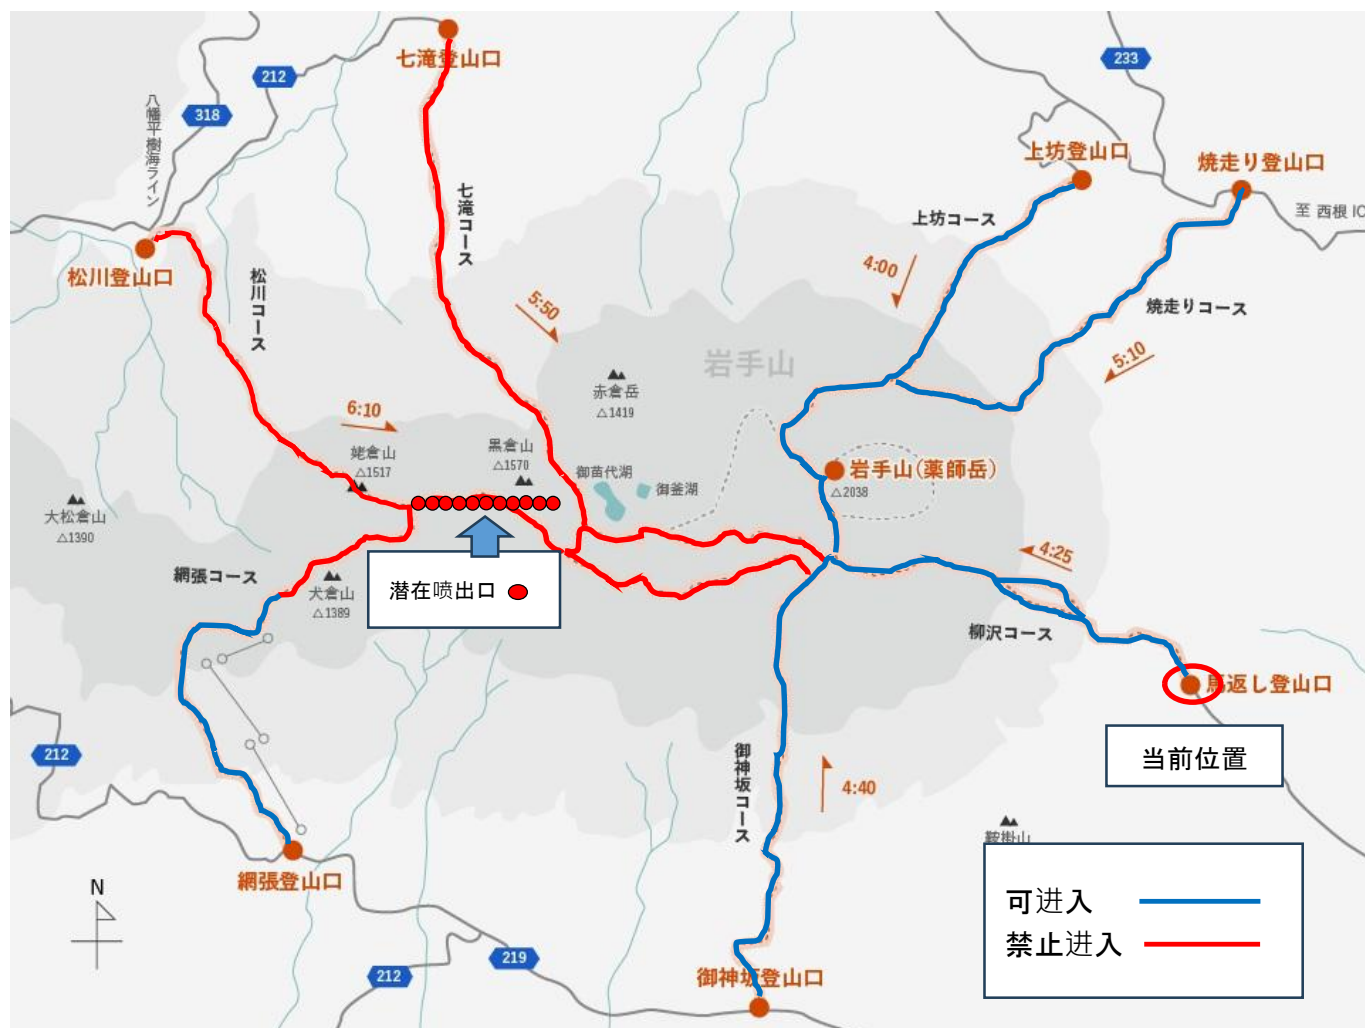 七滝登山口
233
212
318
八幡平樹海ライン
上坊登山口
焼走り登山口
至 西根 IC
七滝コース
上坊コース
松川登山口
松川コース
4:00
5:50
焼走りコース
5:10
岩手山
赤倉岳
△1419
6:10
姥倉山
△1517
黒倉山
△1570
御苗代湖
御釜湖
岩手山(薬師岳)
△2038
大松倉山
△1390
4:25
網張コース
犬倉山
△1389
潜在喷出口
柳沢コース
馬返し登山口
当前位置
212
御神坂コース
4:40
鞍掛山
網張登山口
N
可进入
禁止进入
219
212
御神坂登山口